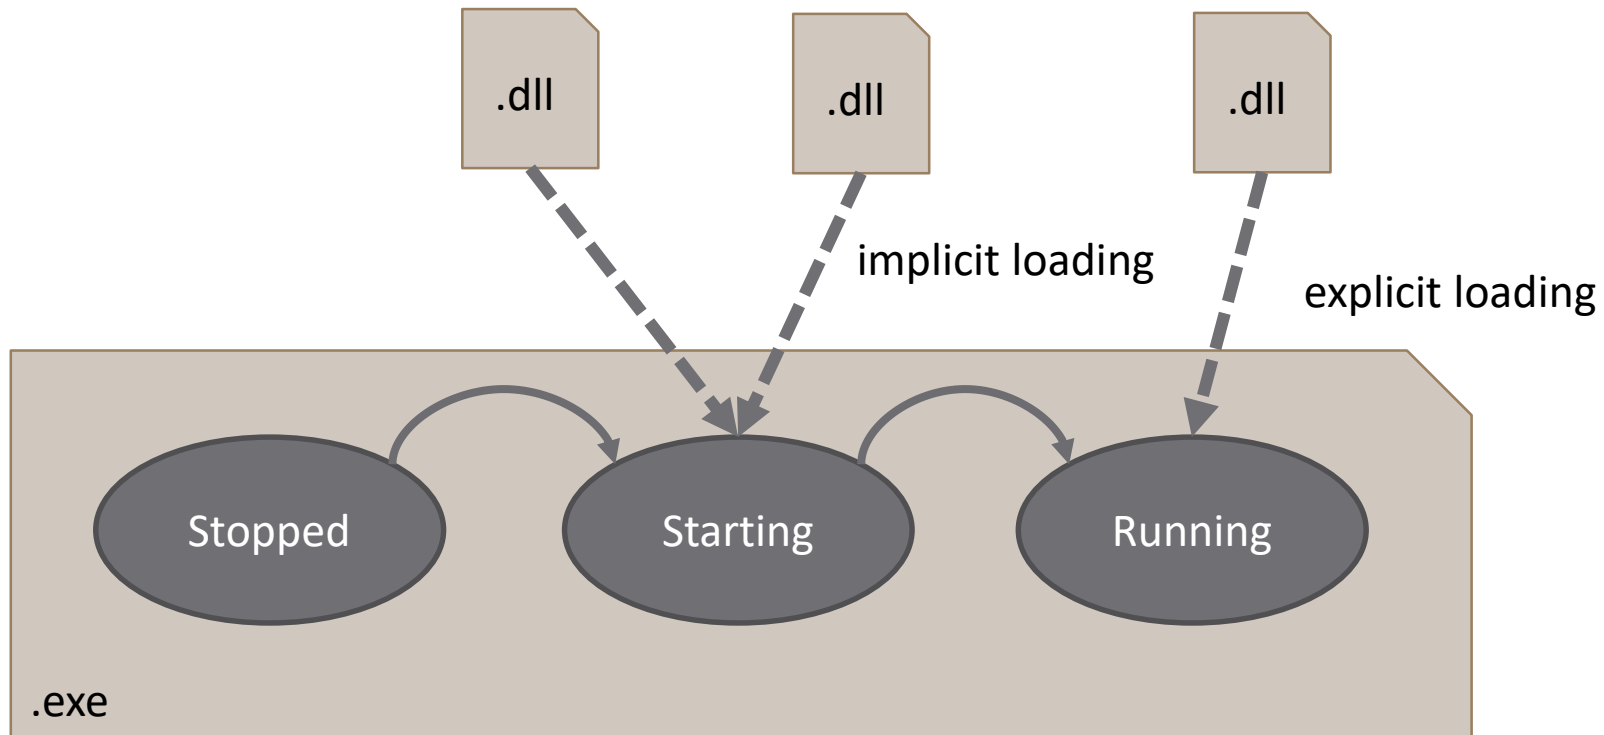 .dll
.dll
.dll
implicit loading
explicit loading
Stopped
Starting
Running
.exe